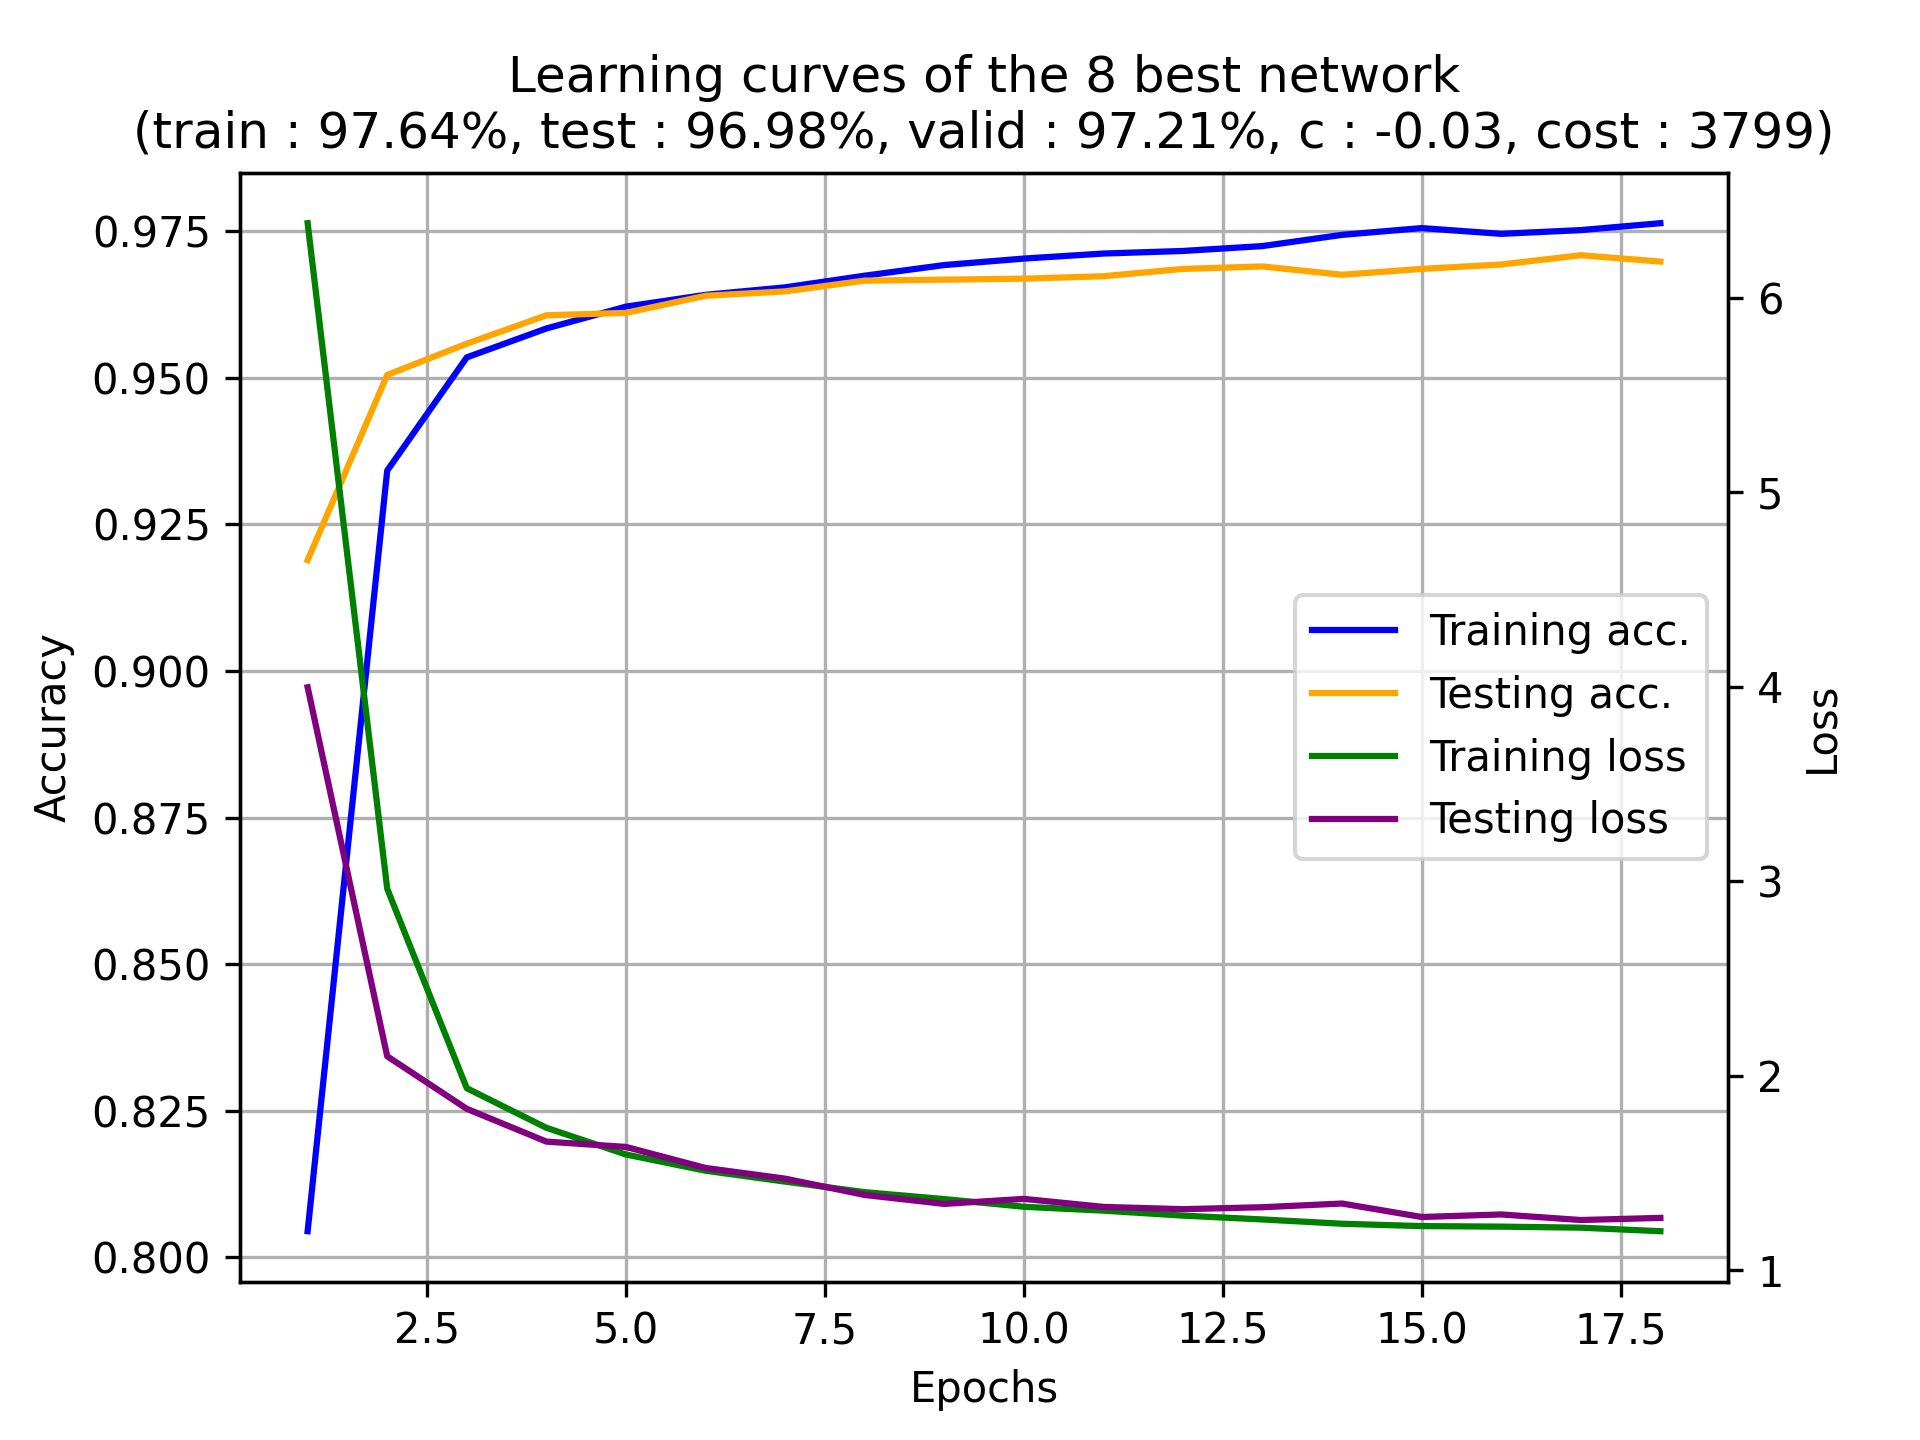 Learning curves of the 8 best network
(train : 97.64%, test : 96.98%, valid : 97.21%, c : -0.03, cost : 3799)
0.975
0.950
0.925
0.900
0.875
0.850
0.825
0.800
Accuracy
6
5
4
3
2
1
Loss
Training acc.
Testing acc.
Training loss
Testing loss
2.5 5.0 7.5 10.0 12.5 15.0 17.5
Epochs